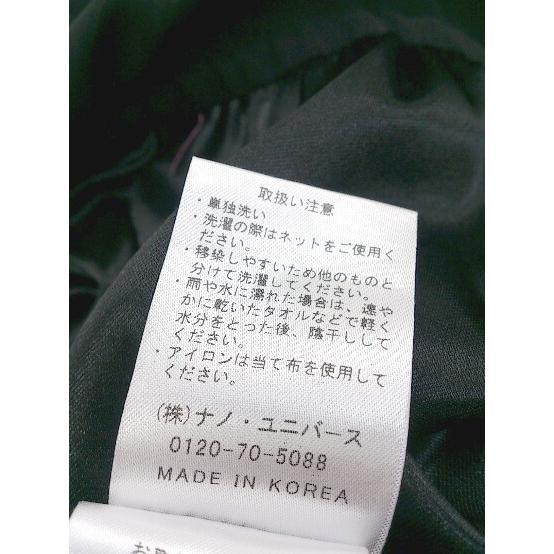 取扱い注意
・単独洗い
・洗濯の際はネットをご使用く
ださい。
・移染しやすいため他のものと
分けて洗濯してください。
・雨や水に濡れた場合は、速や
かに乾いたタオルなどで軽く
水分をとった後、陰干しして
ください。
・アイロンは当て布を使用して
ください。
(株)ナノ・ユニバース
0120-70-5088
MADE IN KOREA